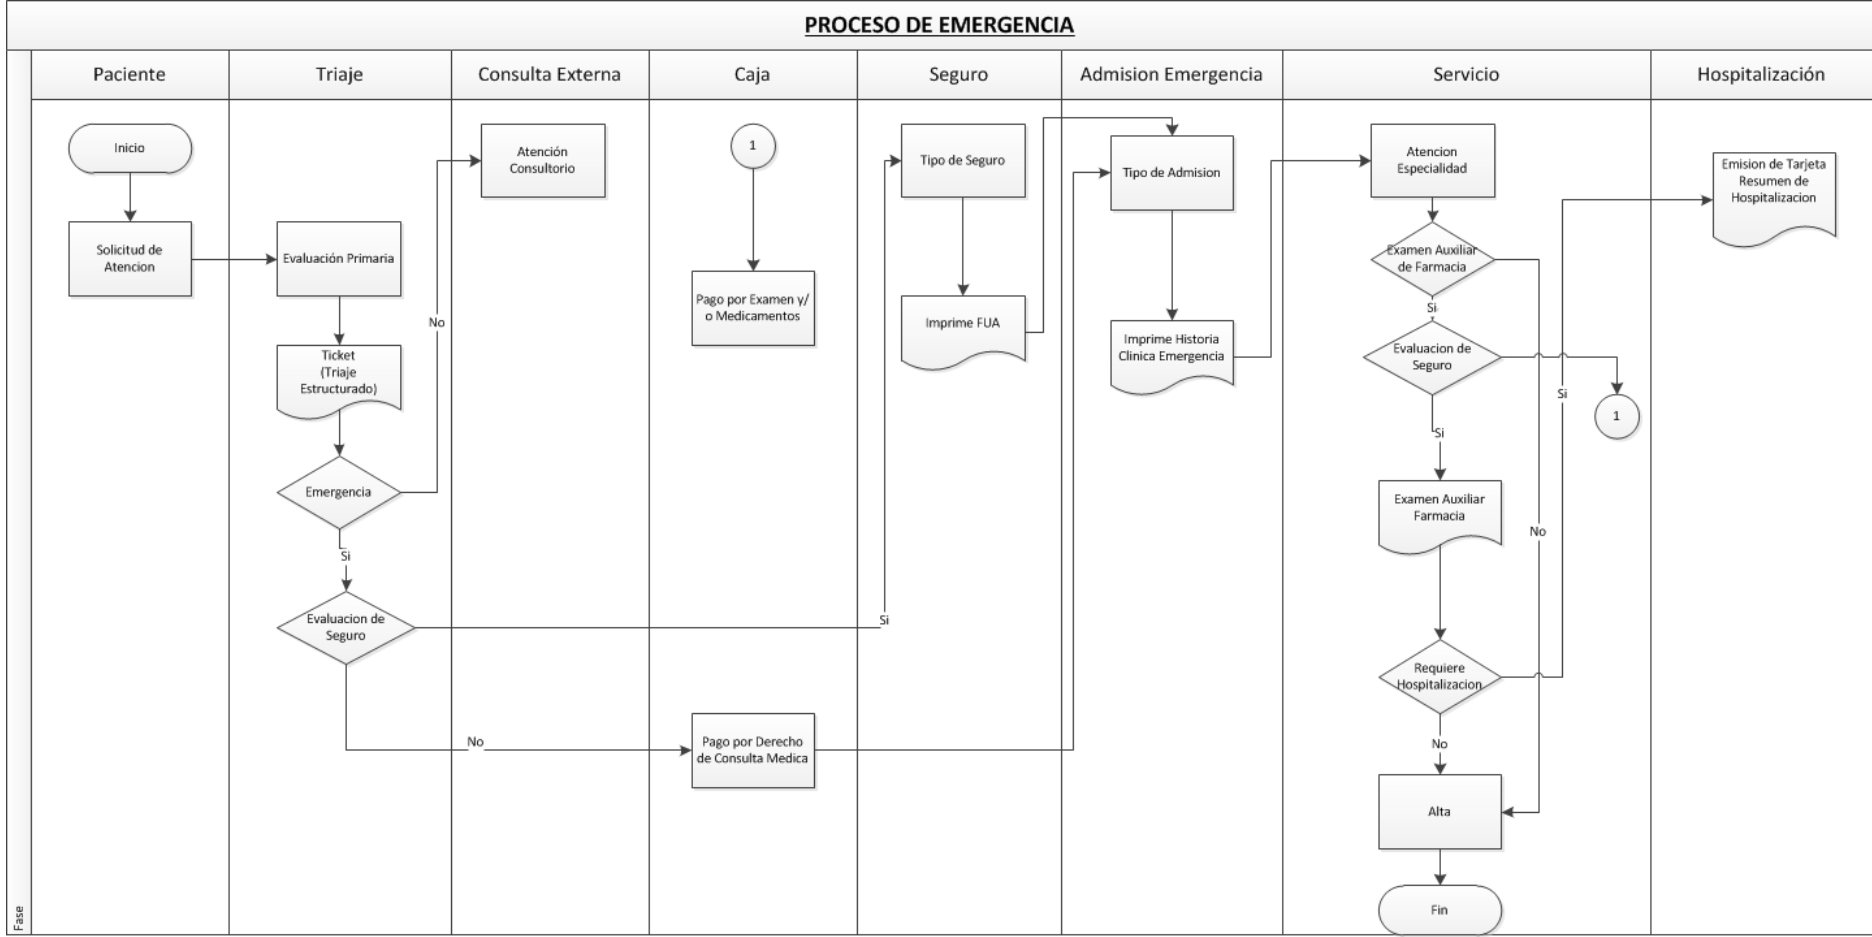 PROCESO DE EMERGENCIA
Paciente
Triaje
Consulta Externa
Caja
Seguro
Admision Emergencia
Servicio
Hospitalización
Inicio
Solicitud de
Atencion
Evaluación Primaria
Ticket
(Triaje
Estructurado)
Emergencia
No
Si
Evaluacion de
Seguro
Si
No
Atención
Consultorio
1
Pago por Examen y/
o Medicamentos
Pago por Derecho
de Consulta Medica
Tipo de Seguro
Imprime FUA
Tipo de Admision
Imprime Historia
Clinica Emergencia
Atencion
Especialidad
Examen Auxiliar
de Farmacia
Si
No
Evaluacion de
Seguro
1
Si
Examen Auxiliar
Farmacia
Requiere
Hospitalizacion
Si
No
Alta
Fin
Emision de Tarjeta
Resumen de
Hospitalizacion
Fase